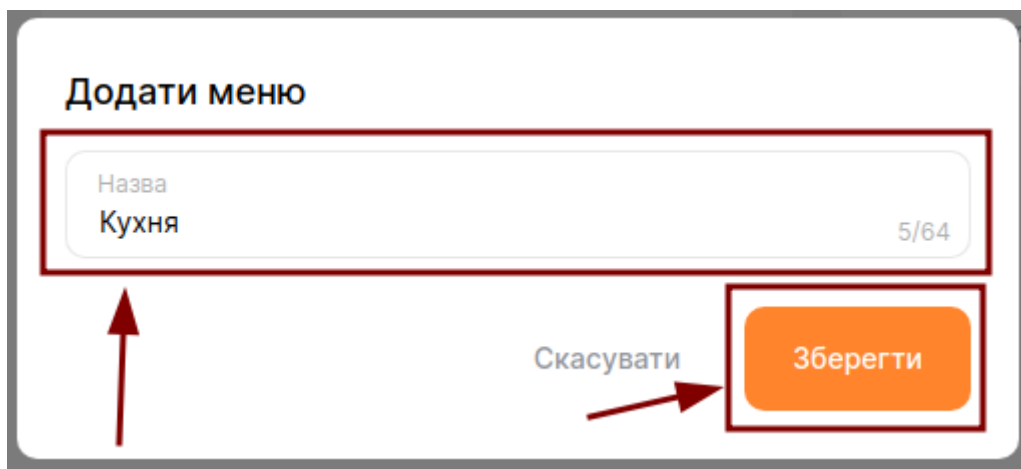 Додати меню
Назва
Кухня
5/64
Скасувати
Зберегти